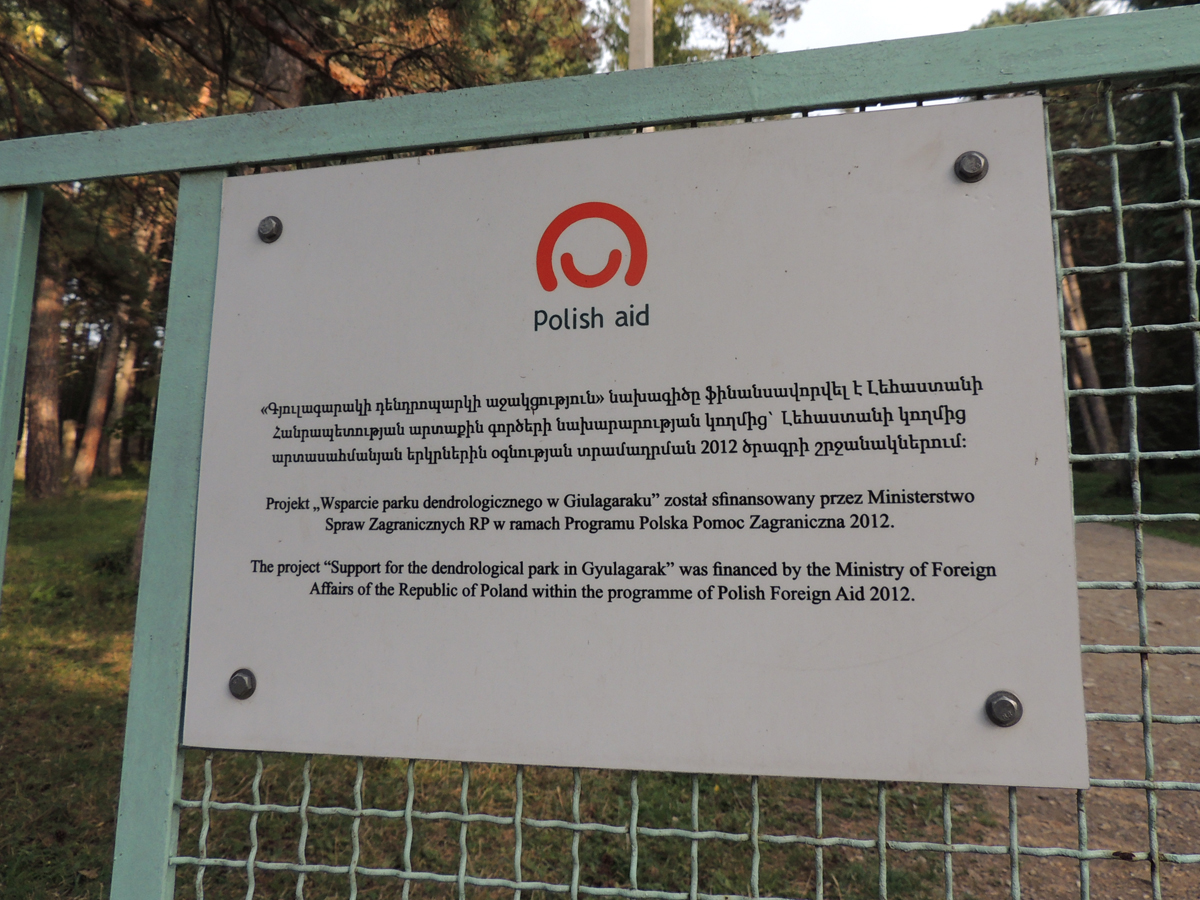 Polish aid
«Գյուլագարակի դենդրոպարկի աջակցություն» նախագիծը ֆինանսավորվել է Լեհաստանի
Հանրապետության արտաքին գործերի նախարարության կողմից՝ Լեհաստանի կողմից
արտասահմանյան երկրներին օգնության տրամադրման 2012 ծրագրի շրջանակներում:
Projekt „Wsparcie parku dendrologicznego w Giulagaraku” został sfinansowany przez Ministerstwo
Spraw Zagranicznych RP w ramach Programu Polska Pomoc Zagraniczna 2012.
The project “Support for the dendrological park in Gyulagarak” was financed by the Ministry of Foreign
Affairs of the Republic of Poland within the programme of Polish Foreign Aid 2012.